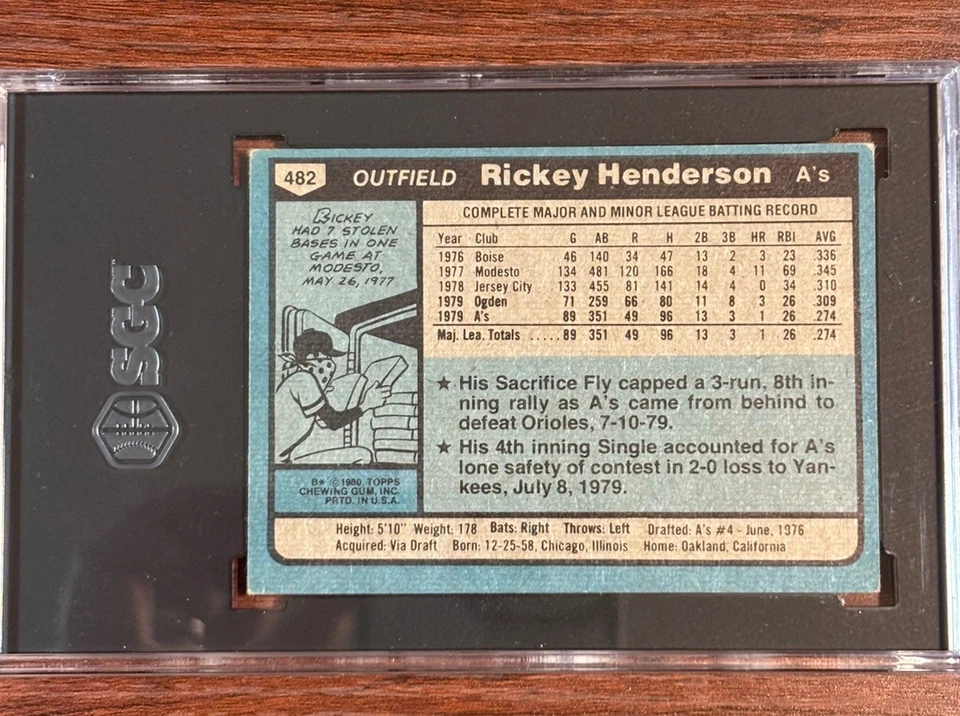 SGC
482 OUTFIELD Rickey Henderson A's
RICKEY
HAD 7 STOLEN
BASES IN ONE
GAME AT
MODESTO,
MAY 26, 1977
COMPLETE MAJOR AND MINOR LEAGUE BATTING RECORD
Year Club G AB R H 2B 3B HR RBI AVG
1976 Boise 46 140 34 47 13 2 3 23 .336
1977 Modesto 134 481 120 166 18 4 11 69 .345
1978 Jersey City 133 455 81 141 14 4 0 34 .310
1979 Ogden 71 259 66 80 11 8 3 26 .309
1979 A's 89 351 49 96 13 3 1 26 .274
Maj. Lea. Totals .....89 351 49 96 13 3 1 26 .274
★ His Sacrifice Fly capped a 3-run, 8th in-
ning rally as A's came from behind to
defeat Orioles, 7-10-79.
★ His 4th inning Single accounted for A's
lone safety of contest in 2-0 loss to Yan-
kees, July 8, 1979.
B* © 1980, TOPPS
CHEWING GUM, INC.
PRTD. IN U.S.A.
Height: 5'10" Weight: 178 Bats: Right Throws: Left Drafted: A's #4 - June, 1976
Acquired: Via Draft Born: 12-25-58, Chicago, Illinois Home: Oakland, California